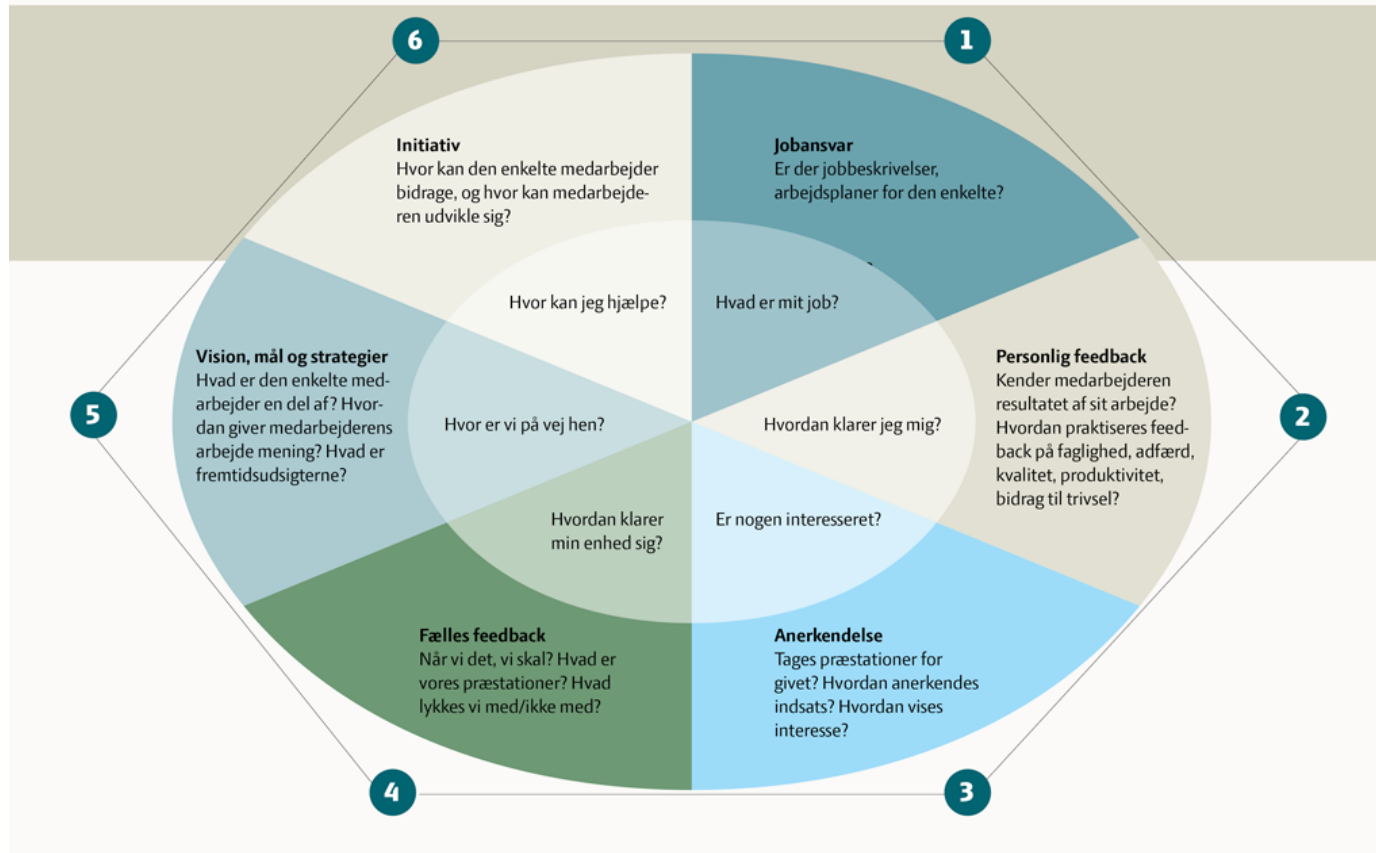 6
1
Initiativ
Hvor kan den enkelte medarbejder
bidrage, og hvor kan medarbejde-
ren udvikle sig?
Jobansvar
Er der jobbeskrivelser,
arbejdsplaner for den enkelte?
Hvor kan jeg hjælpe?
Hvad er mit job?
Vision, mål og strategier
Hvad er den enkelte med-
arbejder en del af? Hvor-
dan giver medarbejderens
arbejde mening? Hvad er
fremtidsudsigterne?
Personlig feedback
Kender medarbejderen
resultatet af sit arbejde?
Hvordan praktiseres feed-
back på faglighed, adfærd,
kvalitet, produktivitet,
bidrag til trivsel?
5
Hvor er vi på vej hen?
Hvordan klarer jeg mig?
2
Hvordan klarer
min enhed sig?
Er nogen interesseret?
Fælles feedback
Når vi det, vi skal? Hvad er
vores præstationer? Hvad
lykkes vi med/ikke med?
Anerkendelse
Tages præstationer for
givet? Hvordan anerkendes
indsats? Hvordan vises
interesse?
4
3